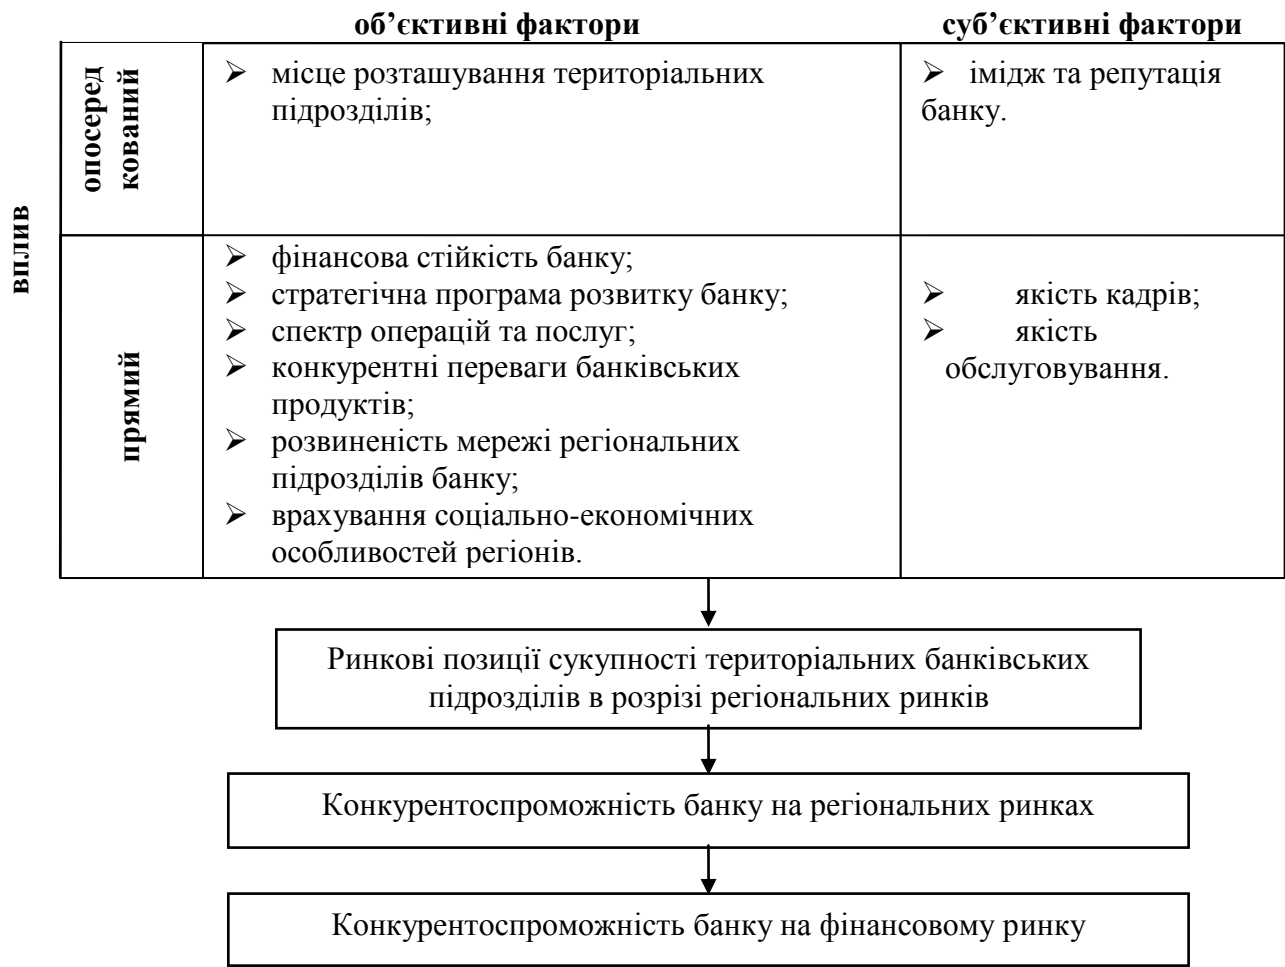 об’єктивні фактори
суб’єктивні фактори
вплив
опосеред
кований
➢ місце розташування територіальних
підрозділів;
➢ імідж та репутація
банку.
прямий
➢ фінансова стійкість банку;
➢ стратегічна програма розвитку банку;
➢ спектр операцій та послуг;
➢ конкурентні переваги банківських
продуктів;
➢ розвиненість мережі регіональних
підрозділів банку;
➢ врахування соціально-економічних
особливостей регіонів.
➢ якість кадрів;
➢ якість
обслуговування.
Ринкові позиції сукупності територіальних банківських
підрозділів в розрізі регіональних ринків
Конкурентоспроможність банку на регіональних ринках
Конкурентоспроможність банку на фінансовому ринку